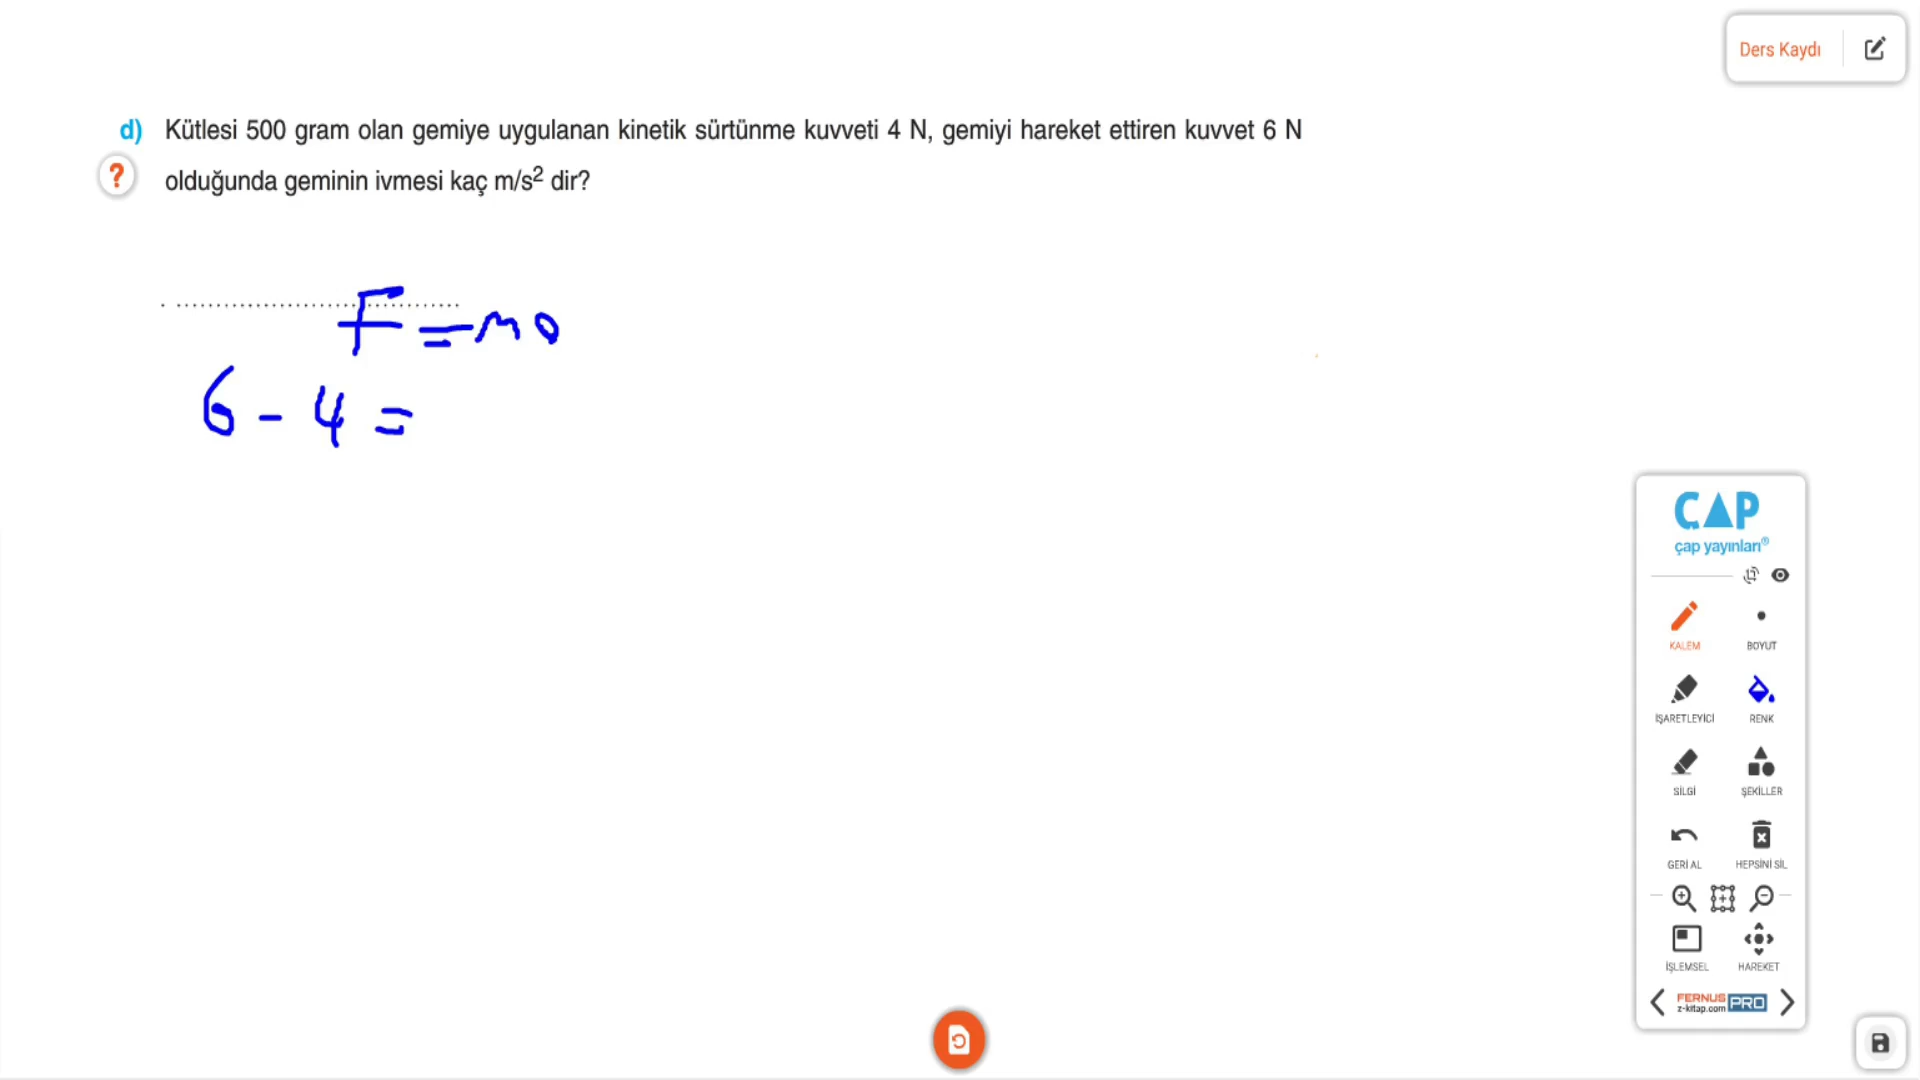 Ders Kaydı
d) Kütlesi 500 gram olan gemiye uygulanan kinetik sürtünme kuvveti 4 N, gemiyi hareket ettiren kuvvet 6 N
? olduğunda geminin ivmesi kaç m/s² dir?
F = ma
6 - 4 =
ÇAP
çap yayınları®
KALEM BOYUT
İŞARETLEYİCİ RENK
SİLGİ ŞEKİLLER
GERİ AL HEPSİNİ SİL
İŞLEMSEL HAREKET
FERNUS PRO
z-kitap.com